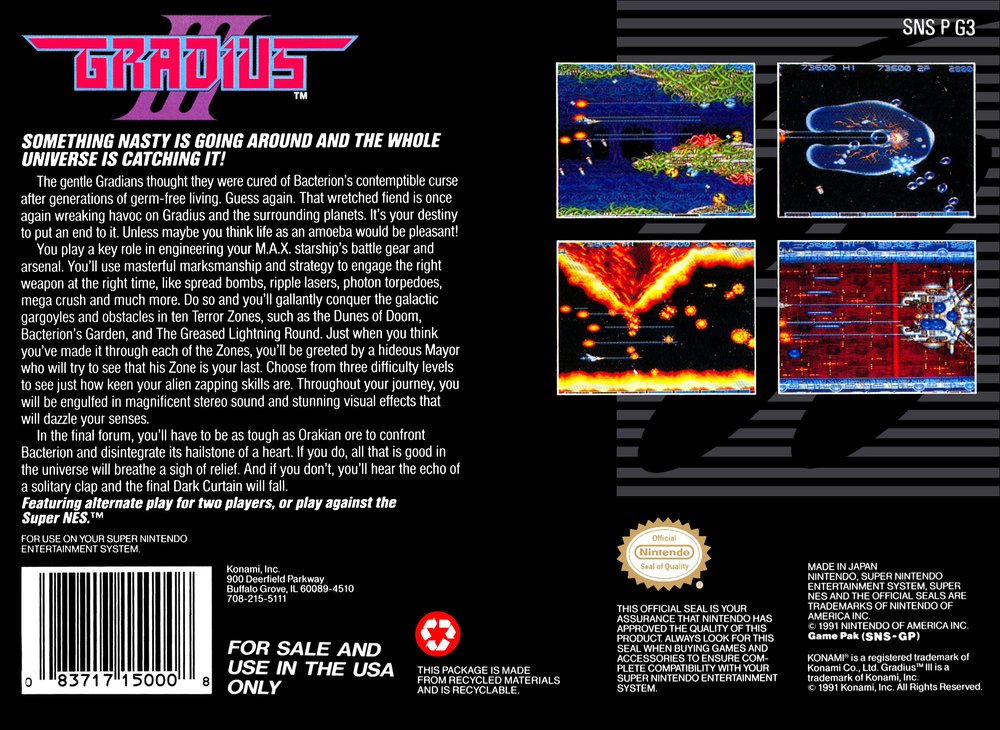 SNS P G3
GRADIUS III TM
SOMETHING NASTY IS GOING AROUND AND THE WHOLE
UNIVERSE IS CATCHING IT!
The gentle Gradians thought they were cured of Bacterion's contemptible curse
after generations of germ-free living. Guess again. That wretched fiend is once
again wreaking havoc on Gradius and the surrounding planets. It's your destiny
to put an end to it. Unless maybe you think life as an amoeba would be pleasant!
You play a key role in engineering your M.A.X. starship's battle gear and
arsenal. You'll use masterful marksmanship and strategy to engage the right
weapon at the right time, like spread bombs, ripple lasers, photon torpedoes,
mega crush and much more. Do so and you'll gallantly conquer the galactic
gargoyles and obstacles in ten Terror Zones, such as the Dunes of Doom,
Bacterion's Garden, and The Greased Lightning Round. Just when you think
you've made it through each of the Zones, you'll be greeted by a hideous Mayor
who will try to see that his Zone is your last. Choose from three difficulty levels
to see just how keen your alien zapping skills are. Throughout your journey, you
will be engulfed in magnificent stereo sound and stunning visual effects that
will dazzle your senses.
In the final forum, you'll have to be as tough as Orakian ore to confront
Bacterion and disintegrate its hailstone of a heart. If you do, all that is good in
the universe will breathe a sigh of relief. And if you don't, you'll hear the echo of
a solitary clap and the final Dark Curtain will fall.
Featuring alternate play for two players, or play against the
Super NES.™
FOR USE ON YOUR SUPER NINTENDO
ENTERTAINMENT SYSTEM.
0 83717 15000 8
Konami, Inc.
900 Deerfield Parkway
Buffalo Grove, IL 60089-4510
708-215-5111
FOR SALE AND
USE IN THE USA
ONLY
THIS PACKAGE IS MADE
FROM RECYCLED MATERIALS
AND IS RECYCLABLE.
73600 HI 73600 2P
Official
Nintendo
Seal of Quality
THIS OFFICIAL SEAL IS YOUR
ASSURANCE THAT NINTENDO HAS
APPROVED THE QUALITY OF THIS
PRODUCT. ALWAYS LOOK FOR THIS
SEAL WHEN BUYING GAMES AND
ACCESSORIES TO ENSURE COM-
PLETE COMPATIBILITY WITH YOUR
SUPER NINTENDO ENTERTAINMENT
SYSTEM.
MADE IN JAPAN
NINTENDO, SUPER NINTENDO
ENTERTAINMENT SYSTEM, SUPER
NES AND THE OFFICIAL SEALS ARE
TRADEMARKS OF NINTENDO OF
AMERICA INC.
© 1991 NINTENDO OF AMERICA INC.
Game Pak (SNS-GP)
KONAMI® is a registered trademark of
Konami Co., Ltd. Gradius™ III is a
trademark of Konami, Inc.
© 1991 Konami, Inc. All Rights Reserved.